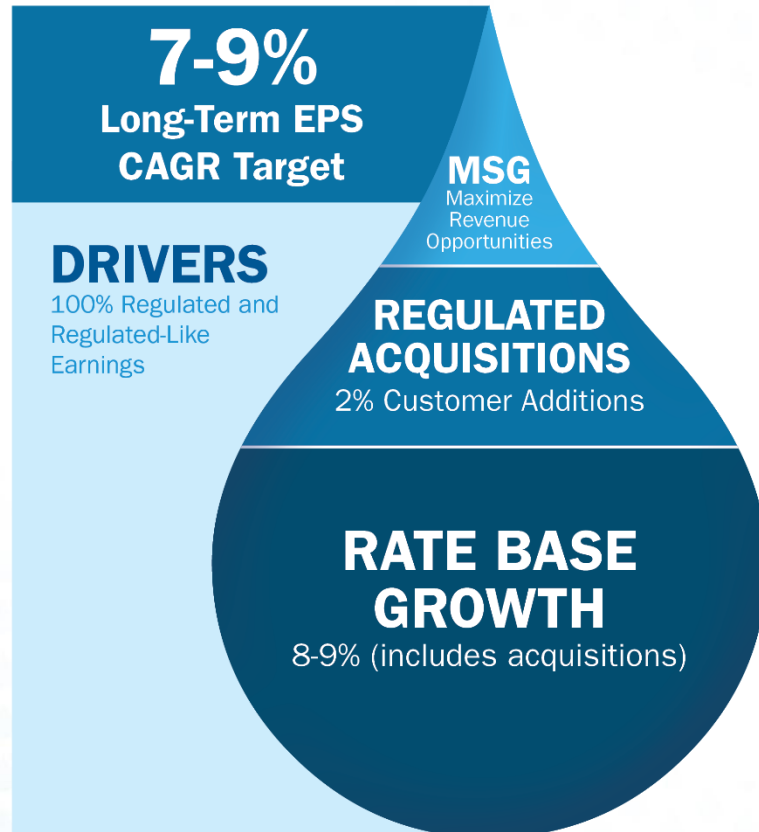 7-9%
Long-Term EPS
CAGR Target
DRIVERS
100% Regulated and
Regulated-Like
Earnings
MSG
Maximize
Revenue
Opportunities
REGULATED
ACQUISITIONS
2% Customer Additions
RATE BASE
GROWTH
8-9% (includes acquisitions)